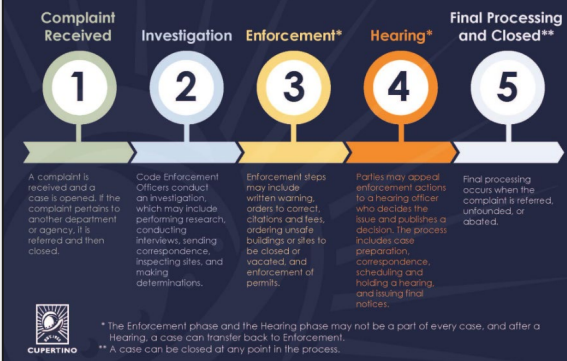 Complaint
Received
Investigation
Enforcement*
Hearing*
Final Processing
and Closed**
1
2
3
4
5
A complaint is
received and a
case is opened. If the
complaint pertains to
another department
or agency, it is
referred and then
closed.
Code Enforcement
Officers conduct
an investigation,
which may include
performing research,
conducting
interviews, sending
correspondence,
inspecting sites, and
making
determinations.
Enforcement steps
may include
written warning,
orders to correct,
citations and fees,
ordering unsafe
buildings or sites to
be closed or
vacated, and
enforcement of
permits.
Parties may appeal
enforcement actions
to a hearing officer
who decides the
issue and publishes a
decision. The process
includes case
preparation,
correspondence,
scheduling and
holding a hearing,
and issuing final
notices.
Final processing
occurs when the
complaint is referred,
unfounded, or
abated.
* The Enforcement phase and the Hearing phase may not be a part of every case, and after a
Hearing, a case can transfer back to Enforcement.
** A case can be closed at any point in the process.
CUPERTINO